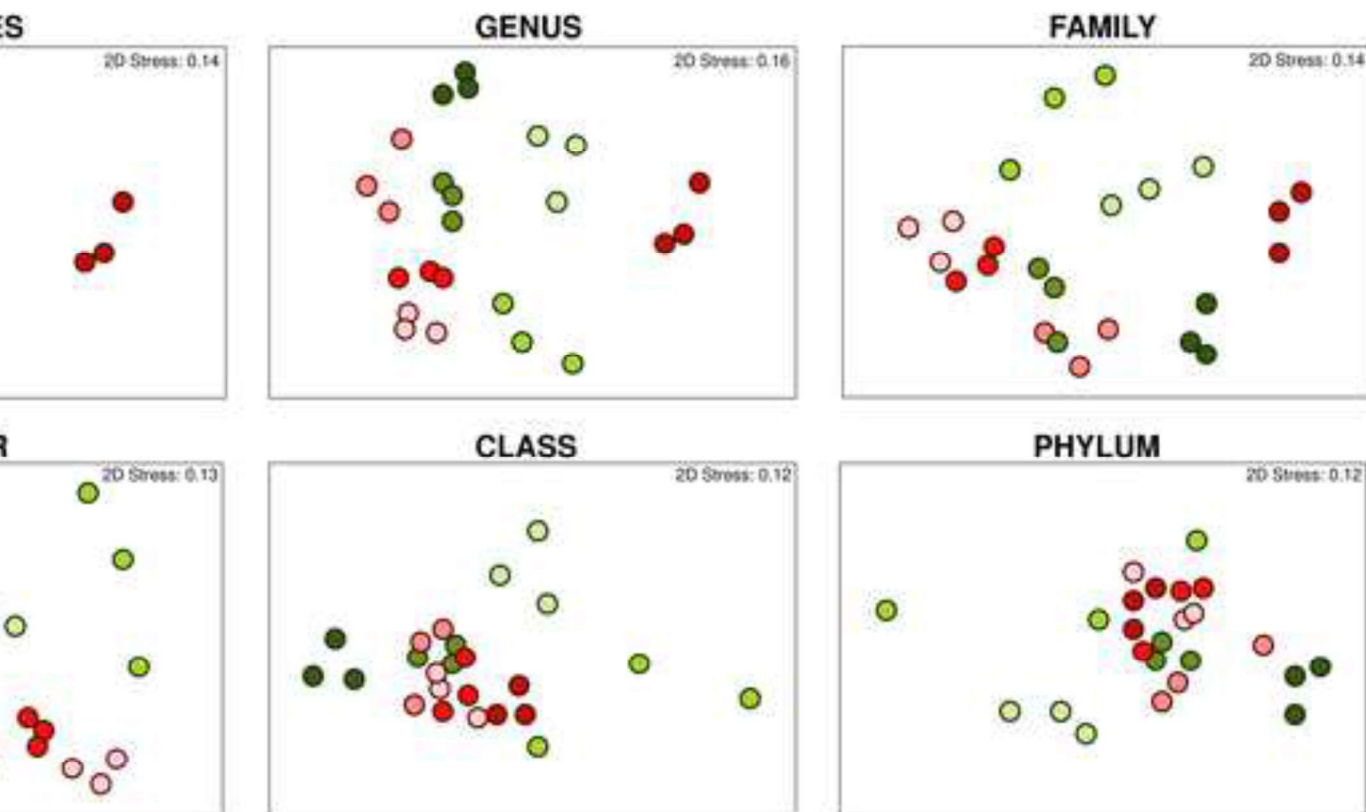 ES
GENUS
FAMILY
2D Stress: 0.14
2D Stress: 0.16
2D Stress: 0.14
R
CLASS
PHYLUM
2D Stress: 0.13
2D Stress: 0.12
2D Stress: 0.12